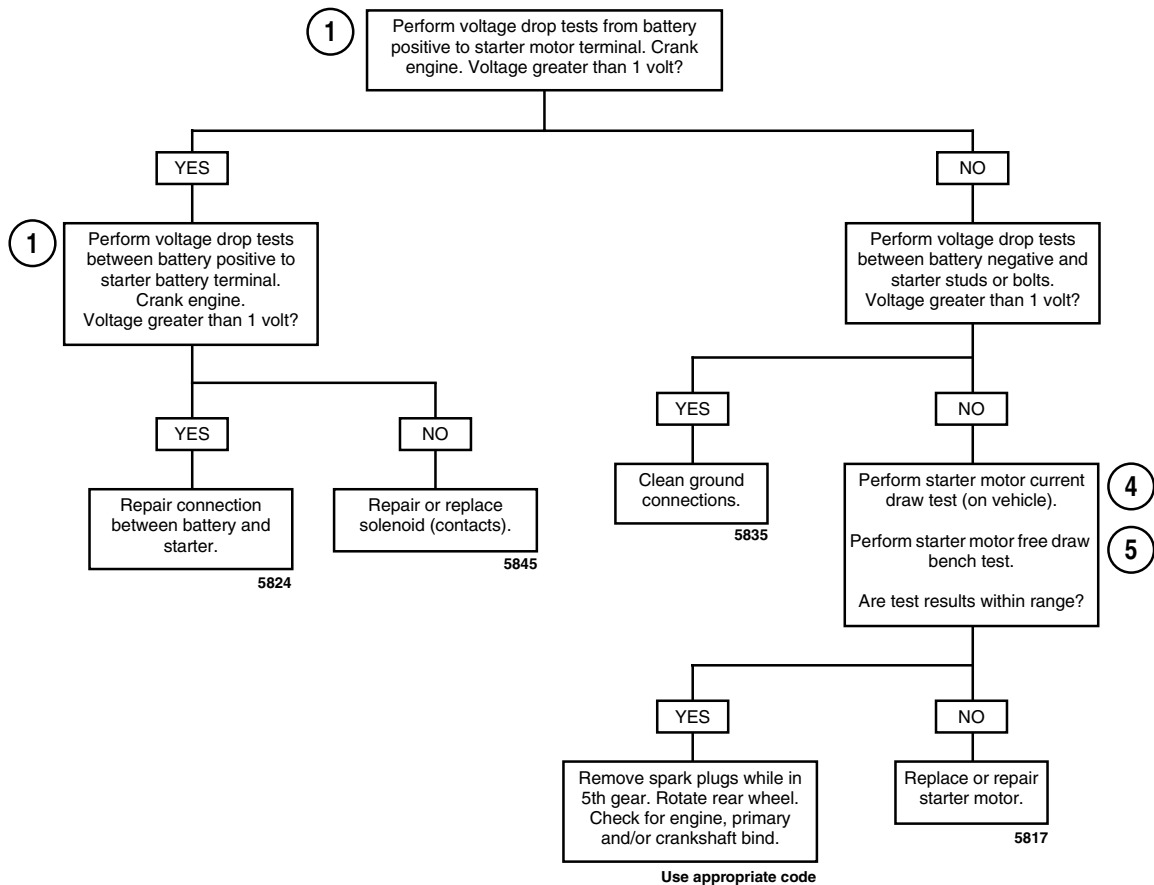 1
Perform voltage drop tests from battery
positive to starter motor terminal. Crank
engine. Voltage greater than 1 volt?
YES
NO
1
Perform voltage drop tests
between battery positive to
starter battery terminal.
Crank engine.
Voltage greater than 1 volt?
Perform voltage drop tests
between battery negative and
starter studs or bolts.
Voltage greater than 1 volt?
YES
NO
YES
NO
Repair connection
between battery and
starter.
5824
Repair or replace
solenoid (contacts).
5845
Clean ground
connections.
5835
Perform starter motor current
draw test (on vehicle).
4
Perform starter motor free draw
bench test.
5
Are test results within range?
YES
NO
Remove spark plugs while in
5th gear. Rotate rear wheel.
Check for engine, primary
and/or crankshaft bind.
Use appropriate code
Replace or repair
starter motor.
5817